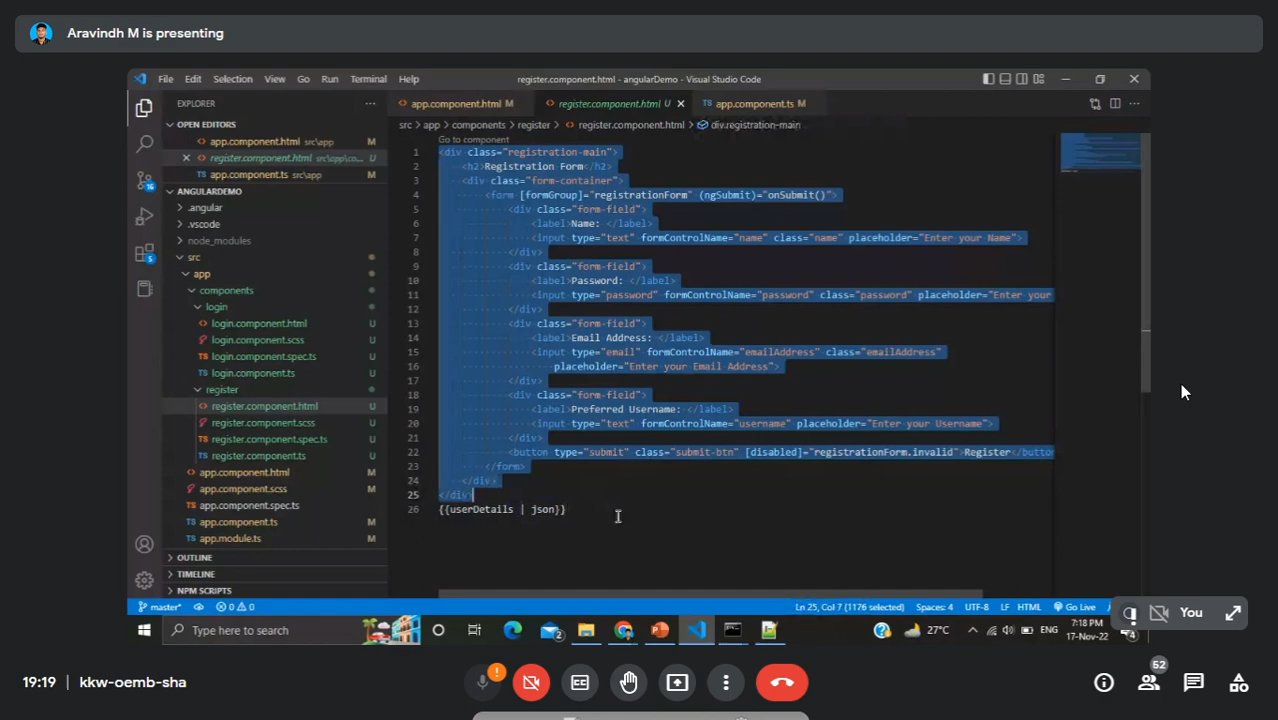 Aravindh M is presenting
File Edit Selection View Go Run Terminal Help register.component.html - angularDemo - Visual Studio Code
EXPLORER
app.component.html M register.component.html U app.component.ts M
src > app > components > register > register.component.html > div.registration-main
OPEN EDITORS
app.component.html src\app M
register.component.html src\app\co... U
app.component.ts src\app M
ANGULARDEMO
.angular
.vscode
node_modules
src
app
components
login
login.component.html U
login.component.scss U
login.component.spec.ts U
login.component.ts U
register
register.component.html U
register.component.scss U
register.component.spec.ts U
register.component.ts U
app.component.html M
app.component.scss M
app.component.spec.ts
app.component.ts M
app.module.ts M
OUTLINE
TIMELINE
NPM SCRIPTS
16
5
Go to component
1 <div class="registration-main">
2 <h2>Registration Form</h2>
3 <div class="form-container">
4 <form [formGroup]="registrationForm" (ngSubmit)="onSubmit()">
5 <div class="form-field">
6 <label>Name: </label>
7 <input type="text" formControlName="name" class="name" placeholder="Enter your Name">
8 </div>
9 <div class="form-field">
10 <label>Password: </label>
11 <input type="password" formControlName="password" class="password" placeholder="Enter your
12 </div>
13 <div class="form-field">
14 <label>Email Address: </label>
15 <input type="email" formControlName="emailAddress" class="emailAddress"
16 placeholder="Enter your Email Address">
17 </div>
18 <div class="form-field">
19 <label>Preferred Username: </label>
20 <input type="text" formControlName="username" placeholder="Enter your Username">
21 </div>
22 <button type="submit" class="submit-btn" [disabled]="registrationForm.invalid">Register</butto
23 </form>
24 </div>
25 </div>
26 {{userDetails | json}}
master* 0 0 Ln 25, Col 7 (1176 selected) Spaces: 4 UTF-8 LF HTML Go Live
You
Type here to search 2 27°C ENG 7:18 PM
17-Nov-22 4
19:19 | kkw-oemb-sha
CC
52